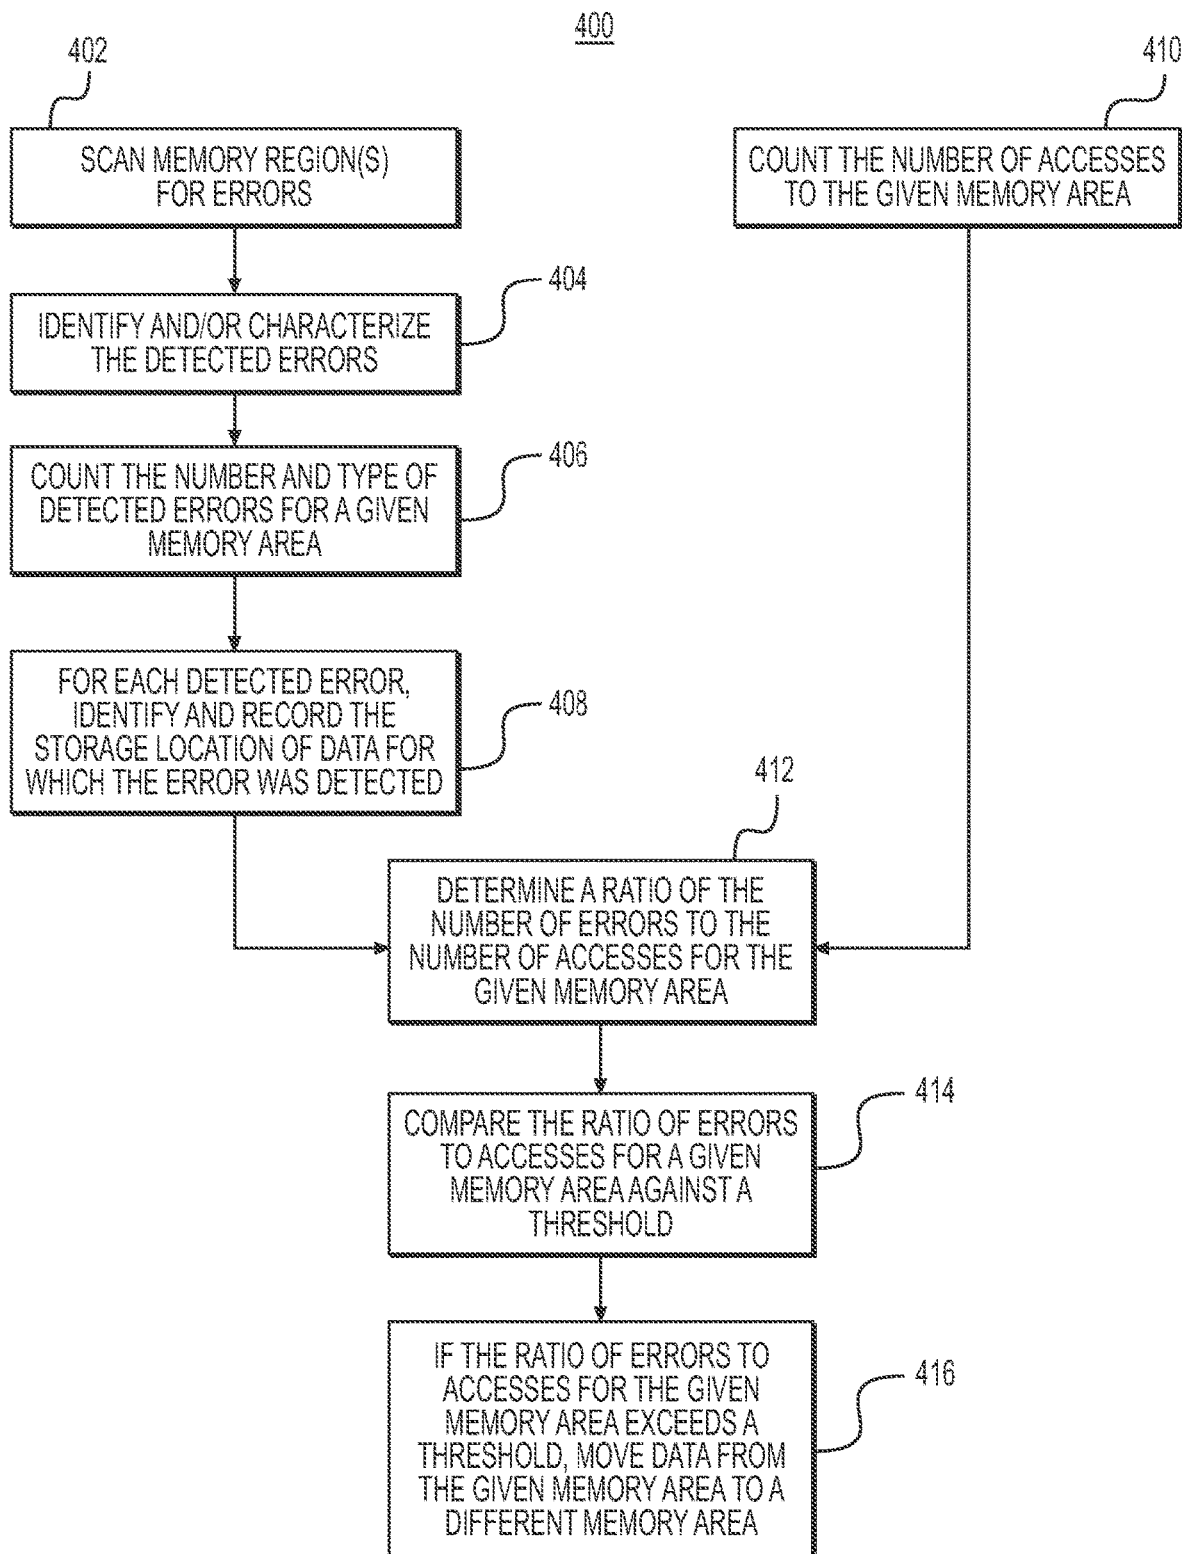 400
402
SCAN MEMORY REGION(S)
FOR ERRORS
410
COUNT THE NUMBER OF ACCESSES
TO THE GIVEN MEMORY AREA
404
IDENTIFY AND/OR CHARACTERIZE
THE DETECTED ERRORS
406
COUNT THE NUMBER AND TYPE OF
DETECTED ERRORS FOR A GIVEN
MEMORY AREA
408
FOR EACH DETECTED ERROR,
IDENTIFY AND RECORD THE
STORAGE LOCATION OF DATA FOR
WHICH THE ERROR WAS DETECTED
412
DETERMINE A RATIO OF THE
NUMBER OF ERRORS TO THE
NUMBER OF ACCESSES FOR THE
GIVEN MEMORY AREA
414
COMPARE THE RATIO OF ERRORS
TO ACCESSES FOR A GIVEN
MEMORY AREA AGAINST A
THRESHOLD
416
IF THE RATIO OF ERRORS TO
ACCESSES FOR THE GIVEN
MEMORY AREA EXCEEDS A
THRESHOLD, MOVE DATA FROM
THE GIVEN MEMORY AREA TO A
DIFFERENT MEMORY AREA